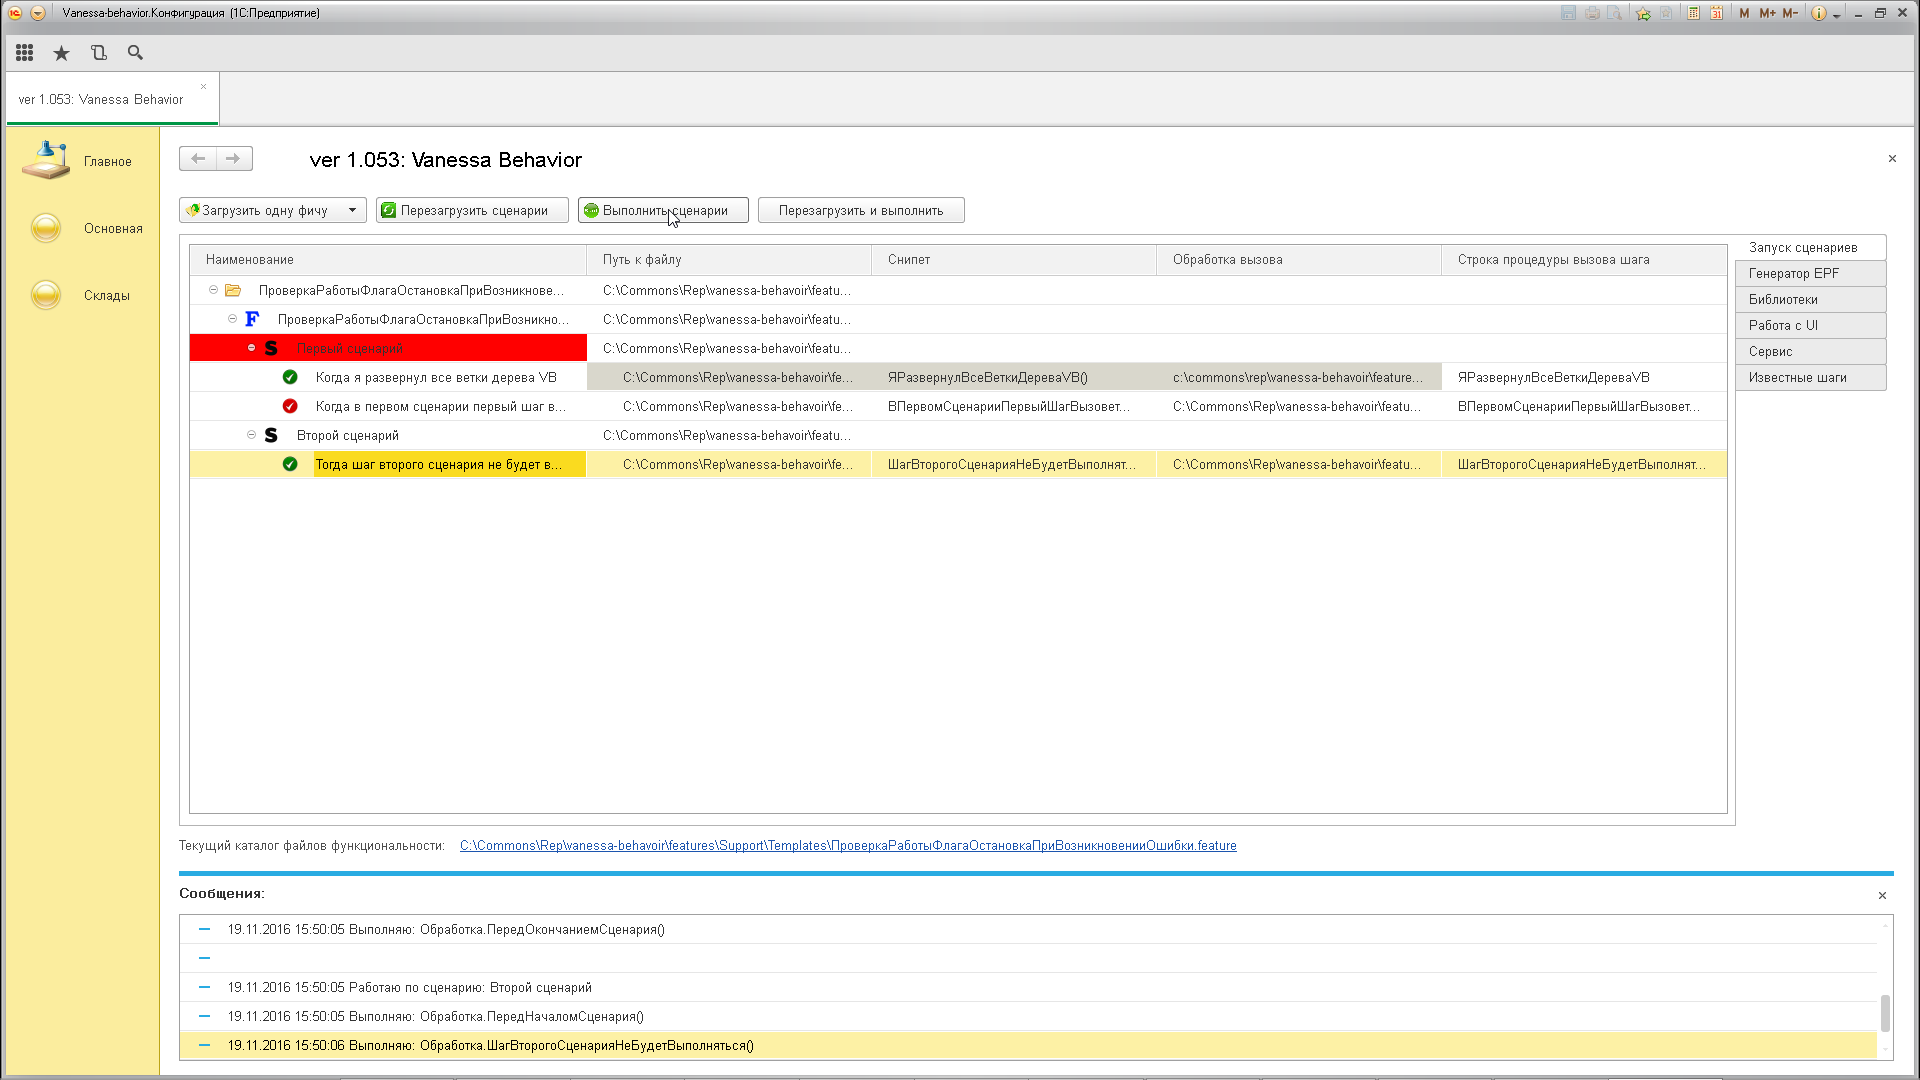 Vanessa-behavior.Конфигурация (1С:Предприятие)
M M+ M-
ver 1.053: Vanessa Behavior
Главное
Основная
Склады
ver 1.053: Vanessa Behavior
Загрузить одну фичу
Перезагрузить сценарии
Выполнить сценарии
Перезагрузить и выполнить
Наименование Путь к файлу Снипет Обработка вызова Строка процедуры вызова шага
ПроверкаРаботыФлагаОстановкаПриВозникнове... C:\Commons\Rep\vanessa-behavoir\featu...
F ПроверкаРаботыФлагаОстановкаПриВозникно... C:\Commons\Rep\vanessa-behavoir\featu...
S Первый сценарий C:\Commons\Rep\vanessa-behavoir\featu...
Когда я развернул все ветки дерева VB C:\Commons\Rep\vanessa-behavoir\fe... ЯРазвернулВсеВеткиДереваVB() c:\commons\rep\vanessa-behavoir\feature... ЯРазвернулВсеВеткиДереваVB
Когда в первом сценарии первый шаг в... C:\Commons\Rep\vanessa-behavoir\fe... ВПервомСценарииПервыйШагВызовет... C:\Commons\Rep\vanessa-behavoir\featu... ВПервомСценарииПервыйШагВызовет...
S Второй сценарий C:\Commons\Rep\vanessa-behavoir\featu...
Тогда шаг второго сценария не будет в... C:\Commons\Rep\vanessa-behavoir\fe... ШагВторогоСценарияНеБудетВыполнят... C:\Commons\Rep\vanessa-behavoir\featu... ШагВторогоСценарияНеБудетВыполнят...
Запуск сценариев
Генератор EPF
Библиотеки
Работа с UI
Сервис
Известные шаги
Текущий каталог файлов функциональности: C:\Commons\Rep\vanessa-behavoir\features\Support\Templates\ПроверкаРаботыФлагаОстановкаПриВозникновенииОшибки.feature
Сообщения:
19.11.2016 15:50:05 Выполняю: Обработка.ПередОкончаниемСценария()
19.11.2016 15:50:05 Работаю по сценарию: Второй сценарий
19.11.2016 15:50:05 Выполняю: Обработка.ПередНачаломСценария()
19.11.2016 15:50:06 Выполняю: Обработка.ШагВторогоСценарияНеБудетВыполняться()